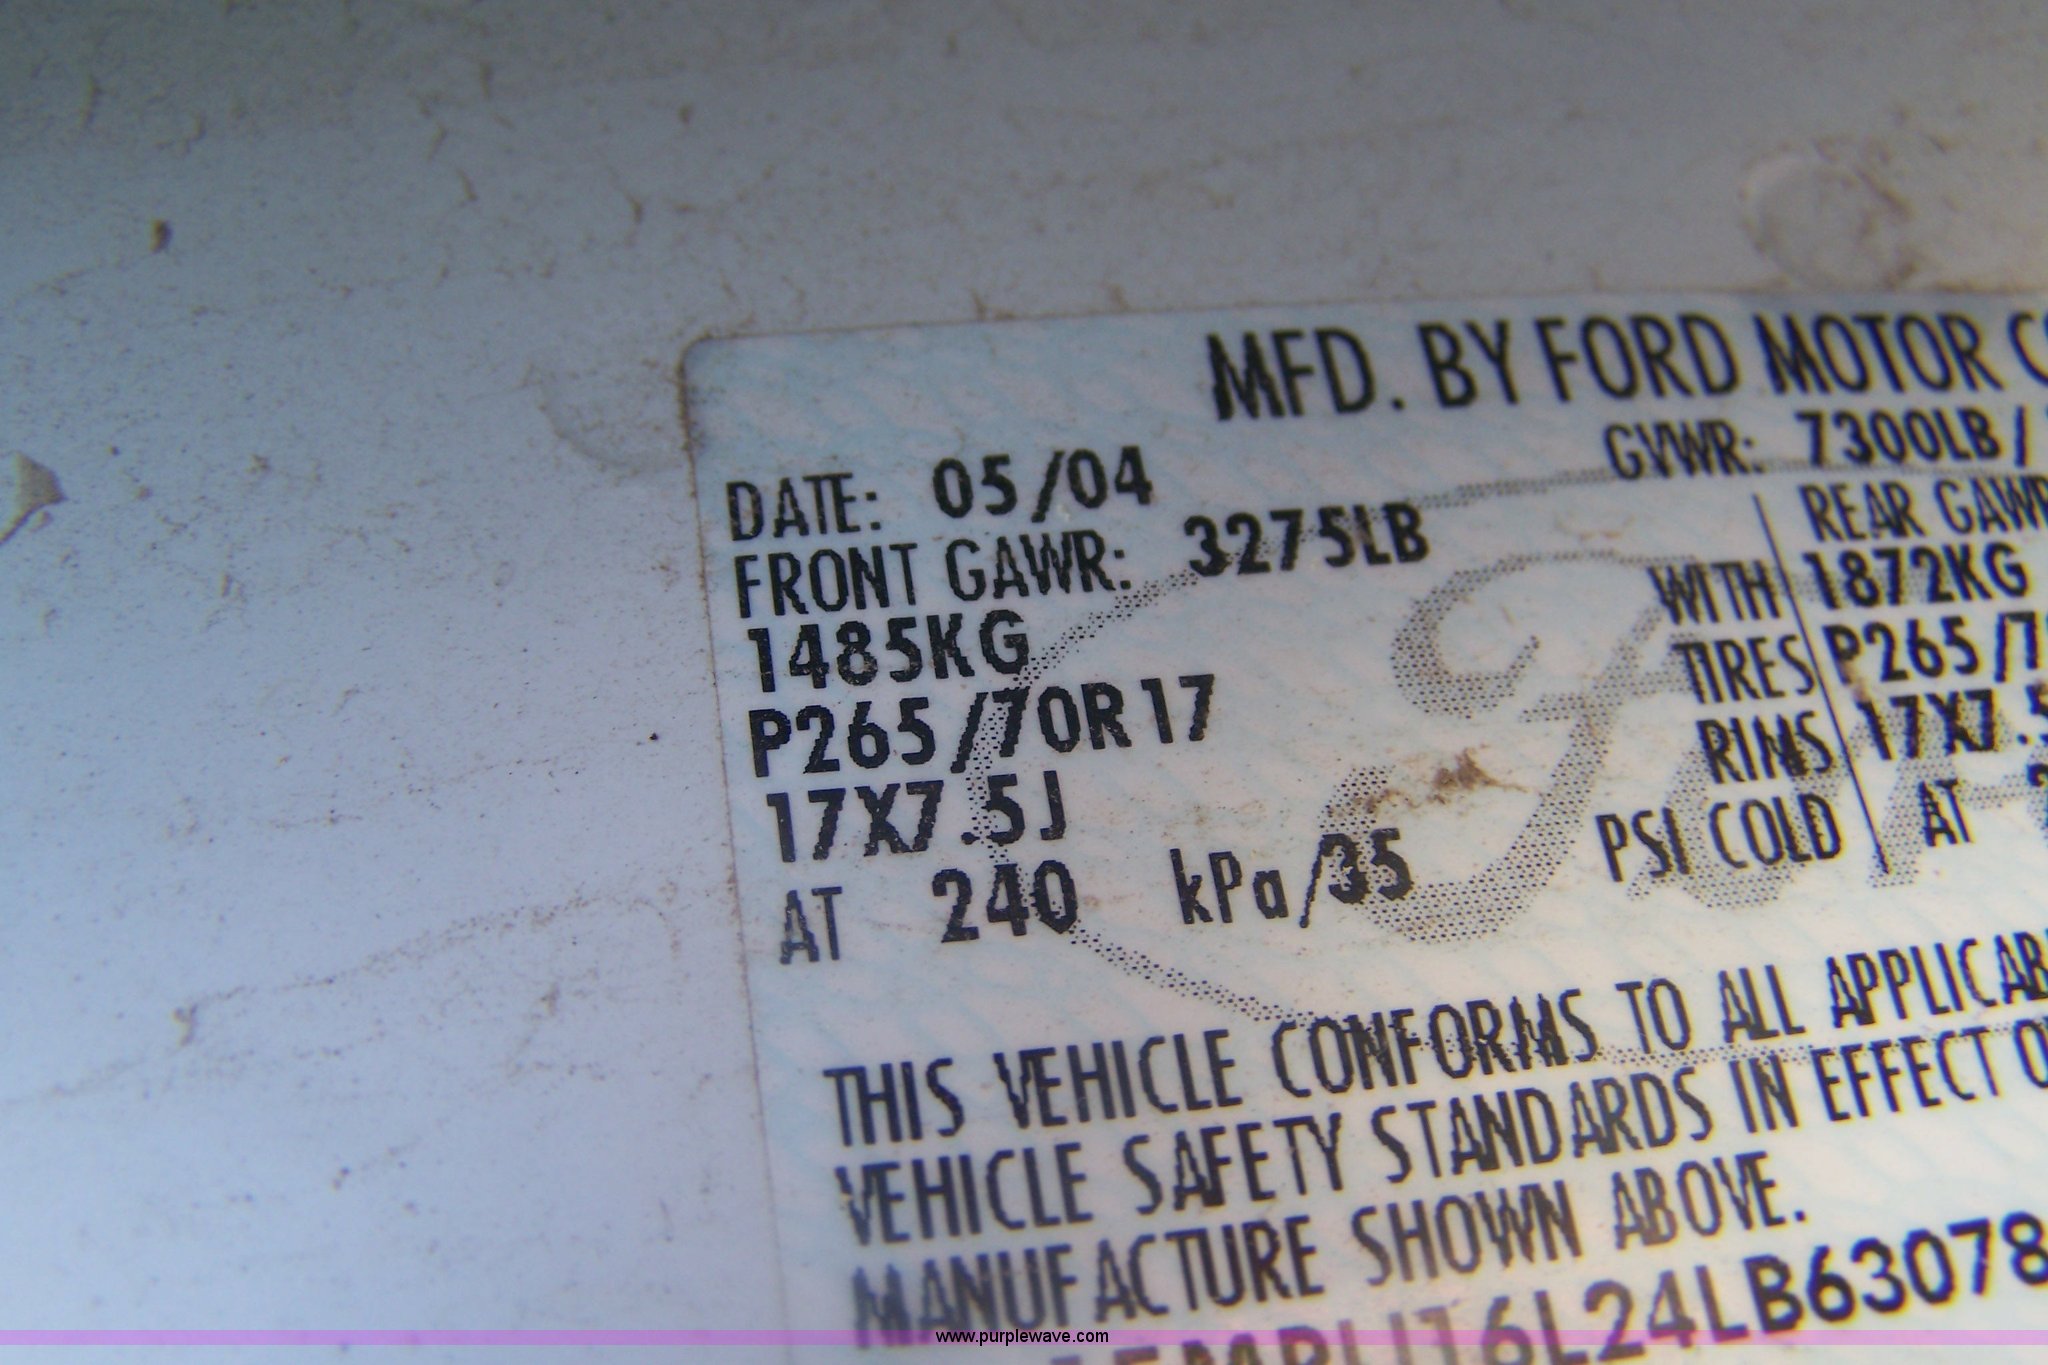 MFD. BY FORD MOTOR
DATE: 05/04
GVWR: 7300LB/
FRONT GAWR: 3275LB
REAR GAWR
1485KG
WITH
1872KG
P265/70R17
TIRES
P265/7
17X7.5J
RIMS
17X7.5
AT 240 kPa/35
PSI COLD
AT
THIS VEHICLE CONFORMS TO ALL
VEHICLE SAFETY STANDARDS IN EFFECT
MANUFACTURE SHOWN ABOVE.
16L24LB63078
www.purplewave.com